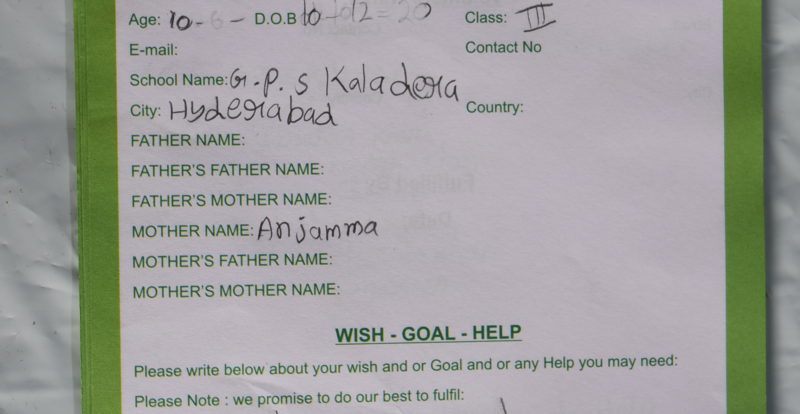 Age: 10-6- D.O.B 10-12=20 Class: III
E-mail: Contact No
School Name: G.P.S Kaladera
City: Hyderabad Country:
FATHER NAME:
FATHER'S FATHER NAME:
FATHER'S MOTHER NAME:
MOTHER NAME: Anjamma
MOTHER'S FATHER NAME:
MOTHER'S MOTHER NAME:
WISH - GOAL - HELP
Please write below about your wish and or Goal and or any Help you may need:
Please Note : we promise to do our best to fulfil: